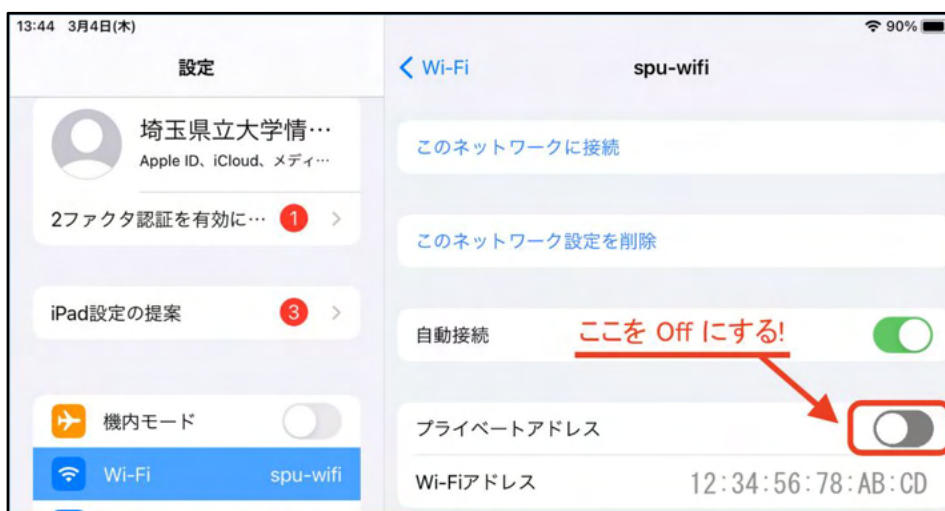 13:44 3月4日(木)
90%
設定
Wi-Fi
spu-wifi
埼玉県立大学情…
Apple ID、iCloud、メディ…
このネットワークに接続
2ファクタ認証を有効に…
1
このネットワーク設定を削除
iPad設定の提案
3
自動接続
ここを Off にする!
機内モード
プライベートアドレス
Wi-Fi
spu-wifi
Wi-Fiアドレス
12:34:56:78:AB:CD